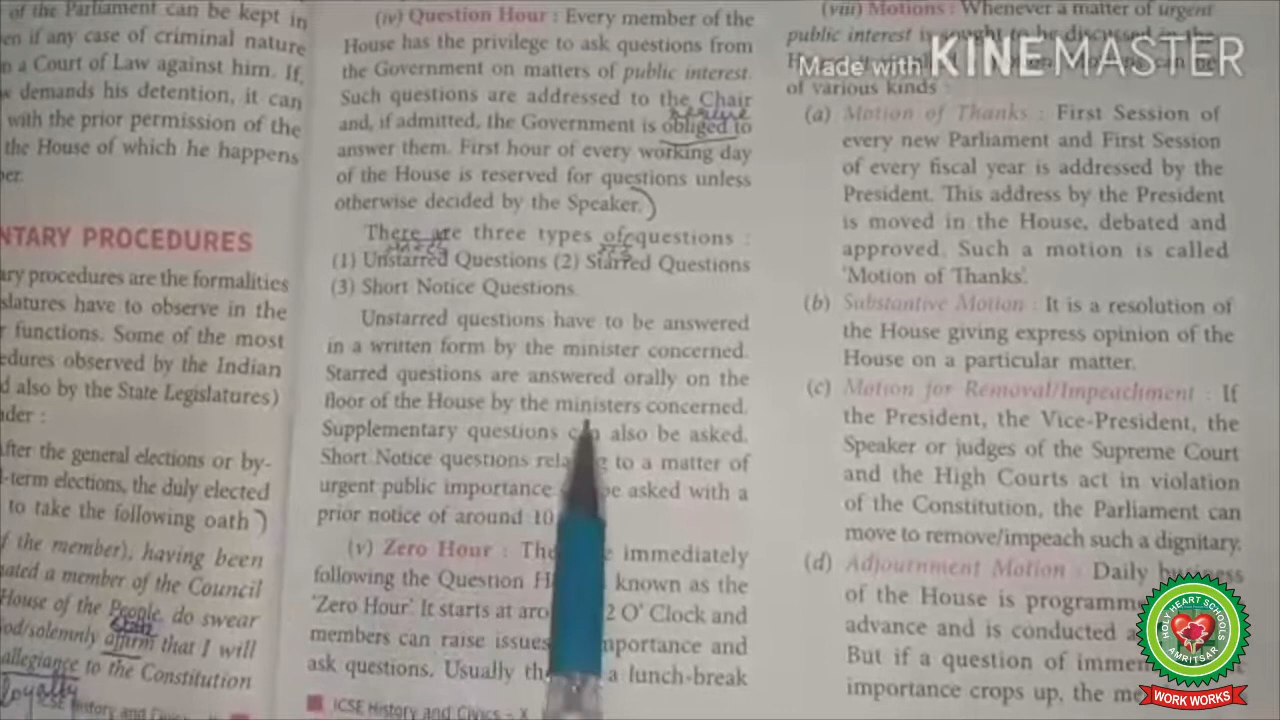 of the Parliament can be kept in
if any case of criminal nature
a Court of Law against him. If,
demands his detention, it can
with the prior permission of the
the House of which he happens
NTARY PROCEDURES
ary procedures are the formalities
slatures have to observe in the
functions. Some of the most
edures observed by the Indian
d also by the State Legislatures)
nder :
After the general elections or by-
-term elections, the duly elected
to take the following oath)
f the member), having been
nated a member of the Council
House of the People, do swear
God/solemnly affirm that I will
allegiance to the Constitution
loyalty
(iv) Question Hour : Every member of the
House has the privilege to ask questions from
the Government on matters of public interest.
Such questions are addressed to the Chair
and, if admitted, the Government is obliged to
answer them. First hour of every working day
of the House is reserved for questions unless
otherwise decided by the Speaker.)
There are three types of questions :
(1) Unstarred Questions (2) Starred Questions
(3) Short Notice Questions.
Unstarred questions have to be answered
in a written form by the minister concerned.
Starred questions are answered orally on the
floor of the House by the ministers concerned.
Supplementary questions can also be asked.
Short Notice questions to a matter of
urgent public importance be asked with a
prior notice of around 10
(v) Zero Hour : The immediately
following the Question known as the
'Zero Hour'. It starts at O' Clock and
members can raise issues importance and
ask questions. Usually a lunch-break
ICSE History and Civics – X
(viii) Motions : Whenever a matter of urgent
public interest is sought to be discussed in the
of various kinds :
(a) Motion of Thanks : First Session of
every new Parliament and First Session
of every fiscal year is addressed by the
President. This address by the President
is moved in the House, debated and
approved. Such a motion is called
'Motion of Thanks'.
(b) Substantive Motion : It is a resolution of
the House giving express opinion of the
House on a particular matter.
(c) Motion for Removal/Impeachment : If
the President, the Vice-President, the
Speaker or judges of the Supreme Court
and the High Courts act in violation
of the Constitution, the Parliament can
move to remove/impeach such a dignitary.
(d) Adjournment Motion : Daily business
of the House is programm
advance and is conducted
But if a question of
importance crops up, the
Made with KINEMASTER
HOLY HEART SCHOOLS
AMRITSAR
WORK WORKS